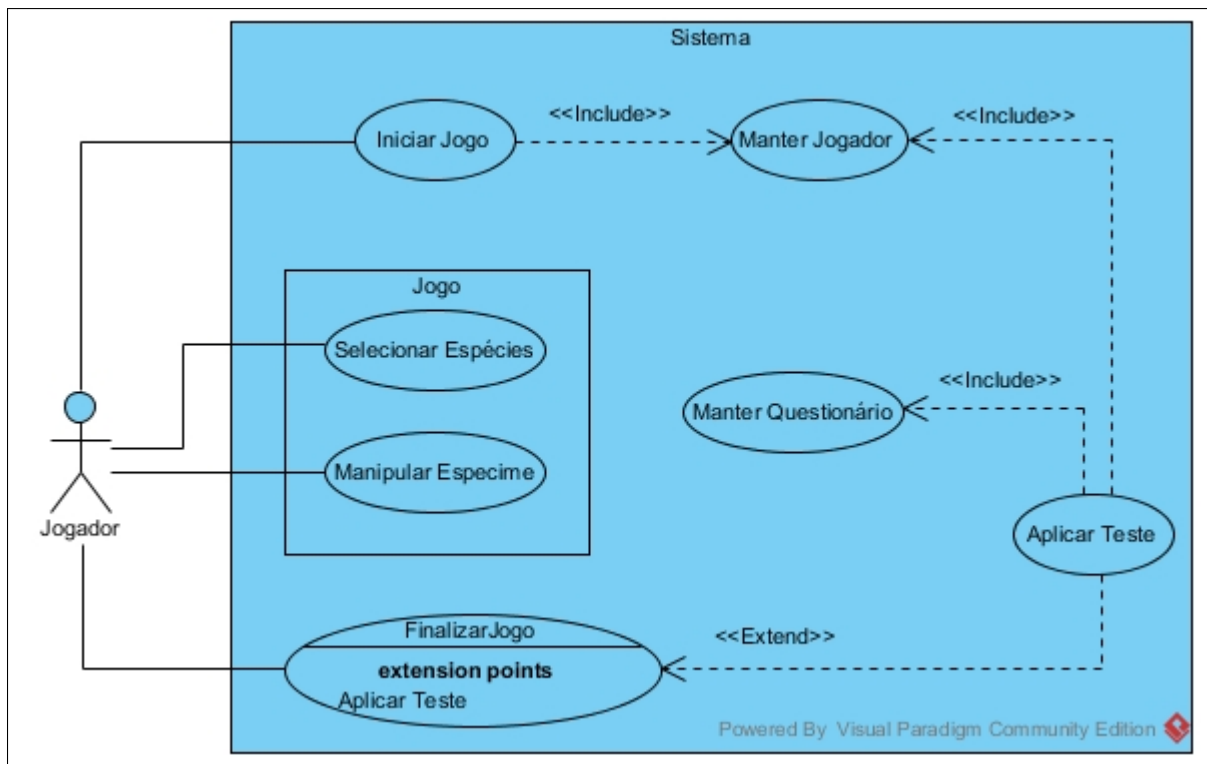 Sistema
<<Include>>
<<Include>>
Iniciar Jogo
Manter Jogador
Jogo
Selecionar Espécies
<<Include>>
Manter Questionário
Manipular Especime
Jogador
Aplicar Teste
FinalizarJogo
<<Extend>>
extension points
Aplicar Teste
Powered By Visual Paradigm Community Edition